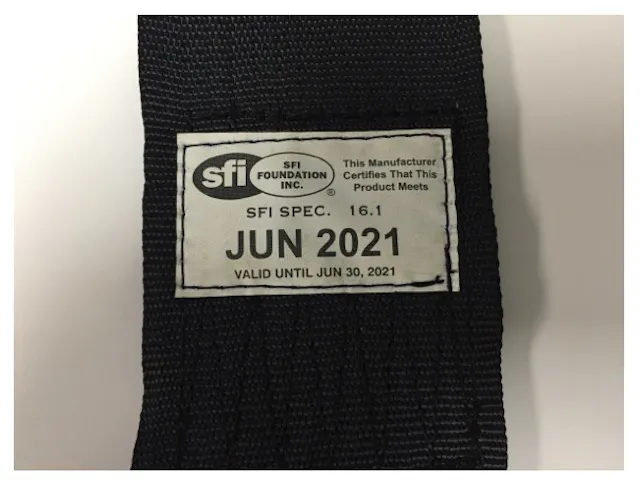 sfi
SFI
FOUNDATION
INC.
®
This Manufacturer
Certifies That This
Product Meets
SFI SPEC. 16.1
JUN 2021
VALID UNTIL JUN 30, 2021